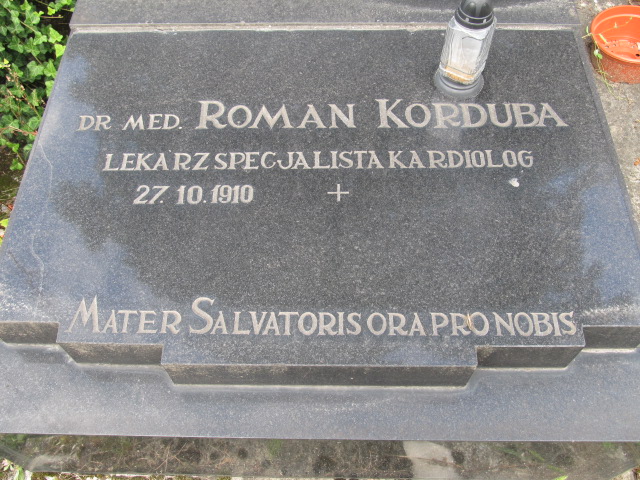 DR MED. ROMAN KORDUBA
LEKARZ SPECJALISTA KARDIOLOG
27. 10. 1910 +
MATER SALVATORIS ORA PRO NOBIS